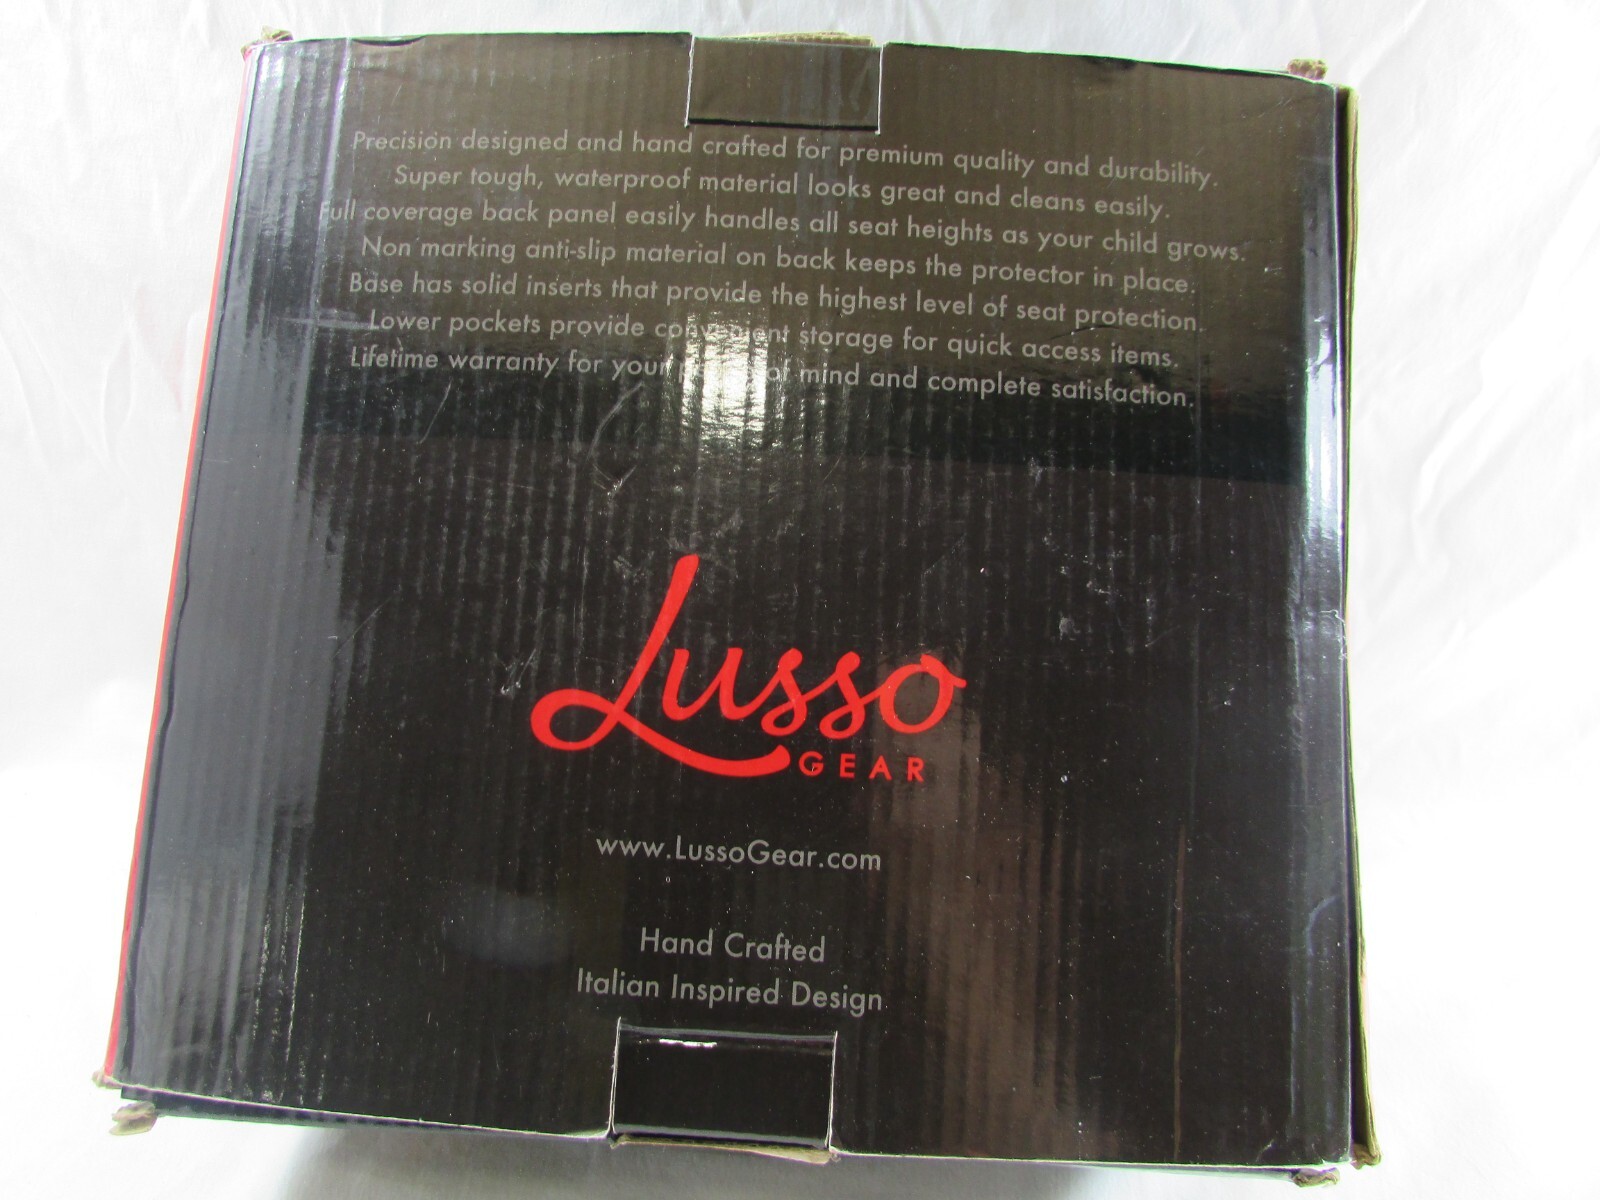 Precision designed and hand crafted for premium quality and durability.
Super tough, waterproof material looks great and cleans easily.
Full coverage back panel easily handles all seat heights as your child grows.
Non marking anti-slip material on back keeps the protector in place.
Base has solid inserts that provide the highest level of seat protection.
Lower pockets provide convenient storage for quick access items.
Lifetime warranty for your of mind and complete satisfaction.
Lusso
GEAR
www.LussoGear.com
Hand Crafted
Italian Inspired Design